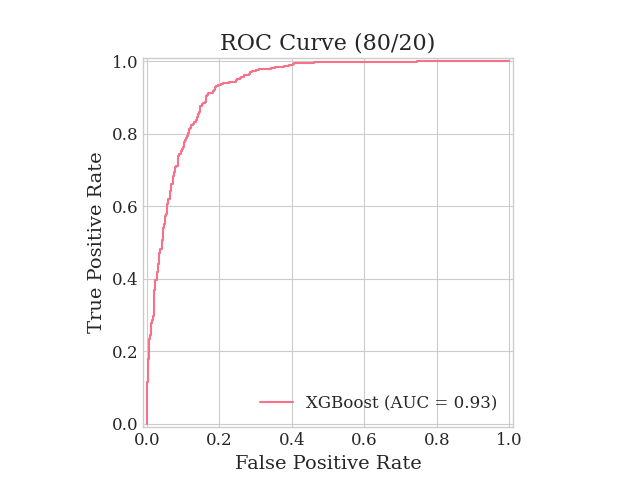 ROC Curve (80/20)
True Positive Rate
1.0
0.8
0.6
0.4
0.2
0.0
XGBoost (AUC = 0.93)
0.0 0.2 0.4 0.6 0.8 1.0
False Positive Rate